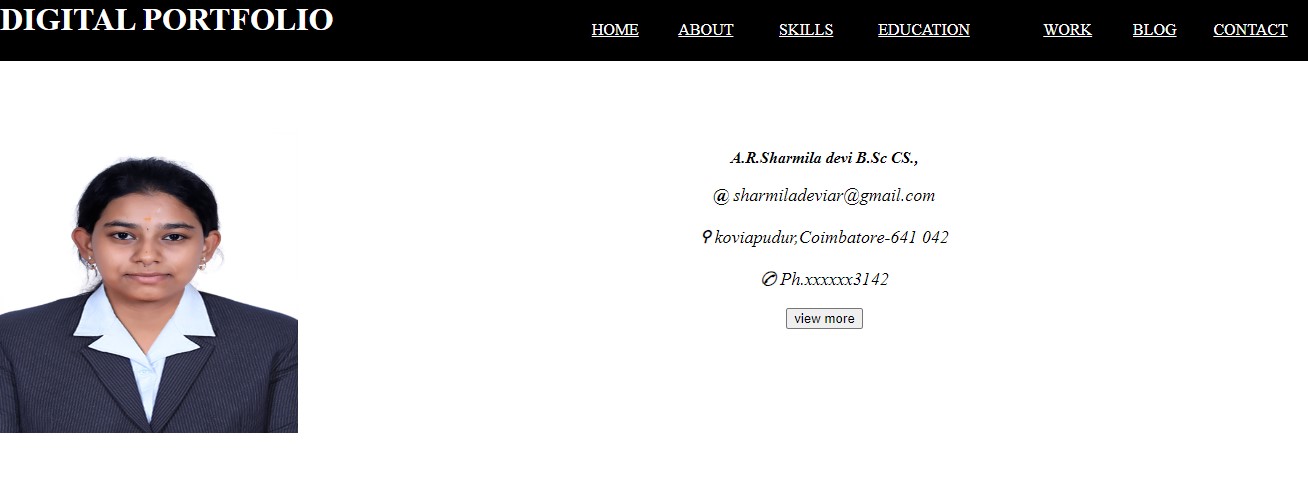 DIGITAL PORTFOLIO
HOME ABOUT SKILLS EDUCATION WORK BLOG CONTACT
A.R.Sharmila devi B.Sc CS.,
@ sharmiladeviar@gmail.com
⚲ koviapudur,Coimbatore-641 042
✆ Ph.xxxxxx3142
view more